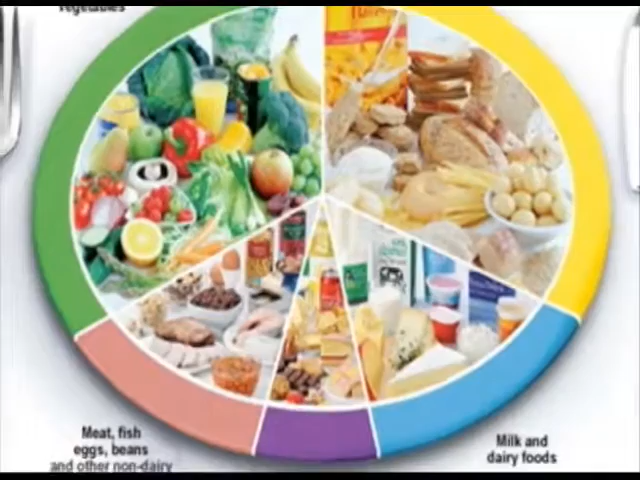 vegetables
Meat, fish
eggs, beans
and other non-dairy
Milk and
dairy foods